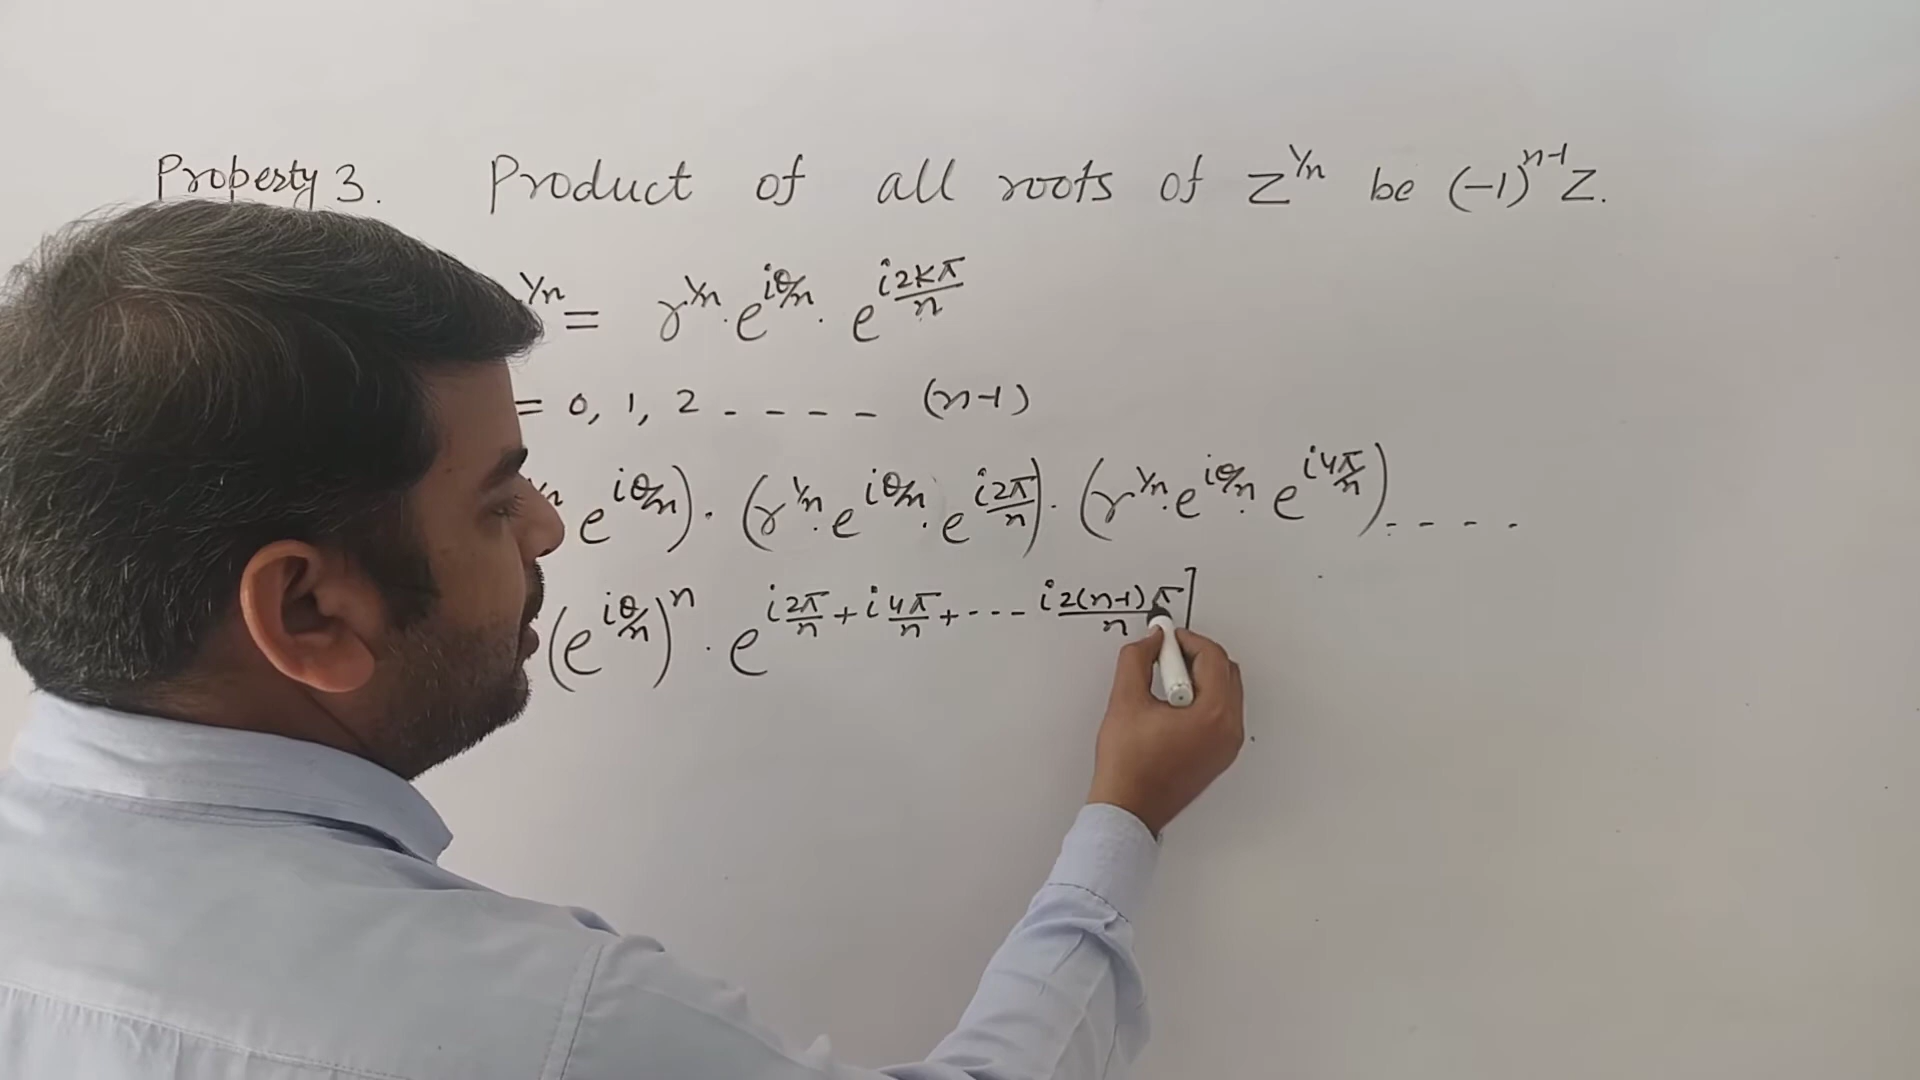 Property 3. Product of all roots of z^1/n be (-1)^n-1 z.
1/n = r^1/n . e^iθ/n . e^i2kπ/n
= 0, 1, 2 - - - - (n-1)
e^iθ/n) . (r^1/n . e^iθ/n . e^i2π/n) . (r^1/n . e^iθ/n . e^i4π/n) - - - -
(e^iθ/n)^n . e^i2π/n + i4π/n + --- i2(n-1)π/n]